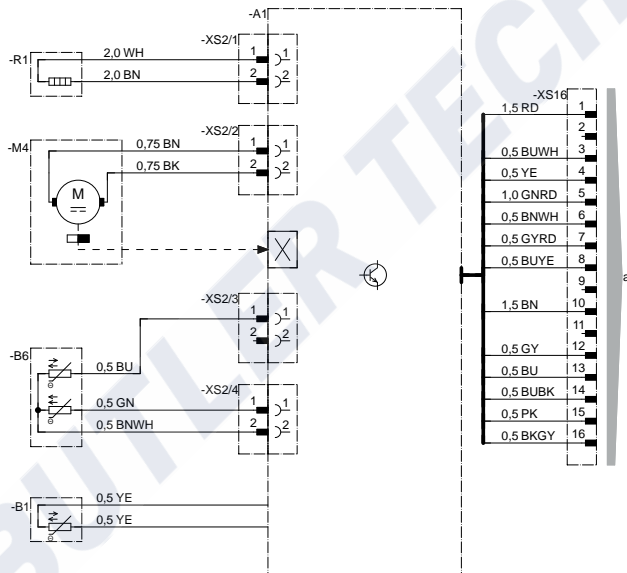 -A1
-XS2/1
-R1
2,0 WH
1
1
2,0 BN
2
2
-XS2/2
-M4
0,75 BN
1
1
0,75 BK
2
2
M
-XS2/3
1
1
2
2
-B6
0,5 BU
-XS2/4
0,5 GN
1
1
0,5 BNWH
2
2
-B1
0,5 YE
0,5 YE
-XS16
1,5 RD
1
2
0,5 BUWH
3
0,5 YE
4
1,0 GNRD
5
0,5 BNWH
6
0,5 GYRD
7
0,5 BUYE
8
9
a
1,5 BN
10
11
0,5 GY
12
0,5 BU
13
0,5 BUBK
14
0,5 PK
15
0,5 BKGY
16
BUTLER TECH